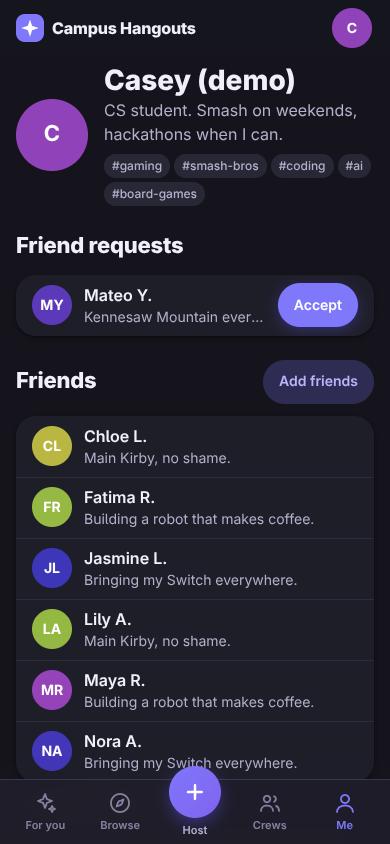 Campus Hangouts
C
Casey (demo)
C
CS student. Smash on weekends,
hackathons when I can.
#gaming #smash-bros #coding #ai
#board-games
Friend requests
MY
Mateo Y.
Kennesaw Mountain ever...
Accept
Friends
Add friends
CL
Chloe L.
Main Kirby, no shame.
FR
Fatima R.
Building a robot that makes coffee.
JL
Jasmine L.
Bringing my Switch everywhere.
LA
Lily A.
Main Kirby, no shame.
MR
Maya R.
Building a robot that makes coffee.
NA
Nora A.
Bringing my Switch everywhere.
For you
Browse
Host
Crews
Me